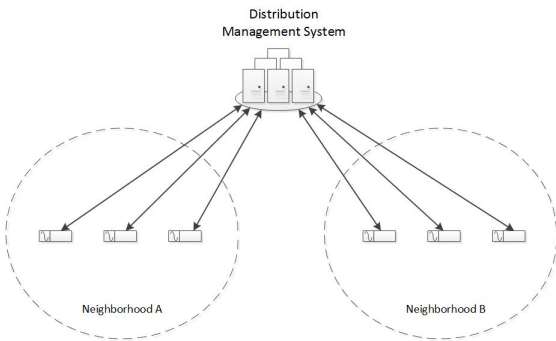 Distribution
Management System
Neighborhood A
Neighborhood B